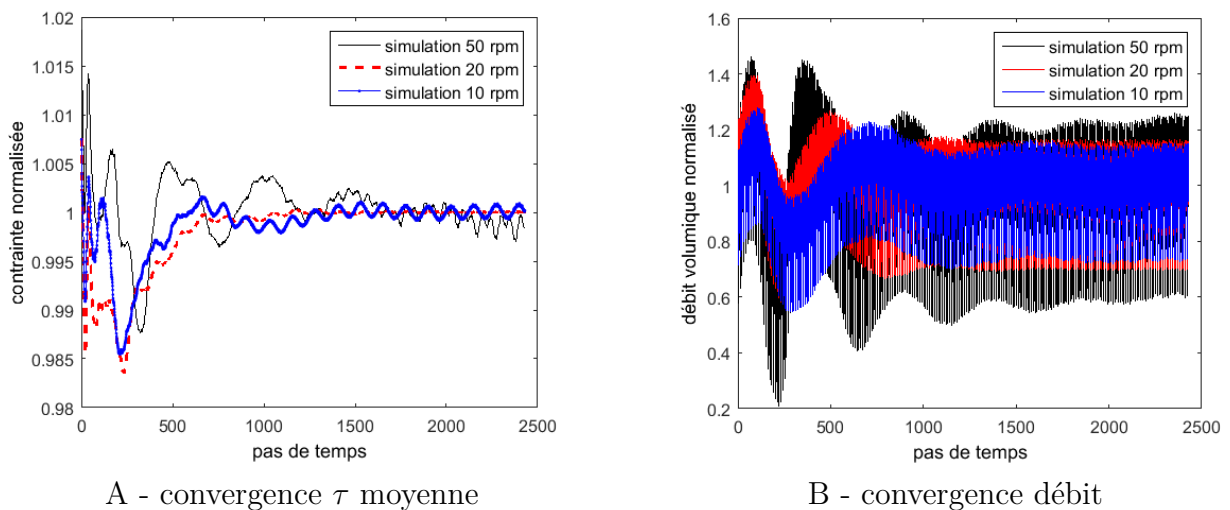 1.02
1.015
1.01
1.005
1
0.995
0.99
0.985
0.98
contrainte normalisée
0
500
1000
1500
2000
2500
pas de temps
simulation 50 rpm
simulation 20 rpm
simulation 10 rpm
A - convergence τ moyenne
1.6
1.4
1.2
1
0.8
0.6
0.4
0.2
débit volumique normalisé
0
500
1000
1500
2000
2500
pas de temps
simulation 50 rpm
simulation 20 rpm
simulation 10 rpm
B - convergence débit